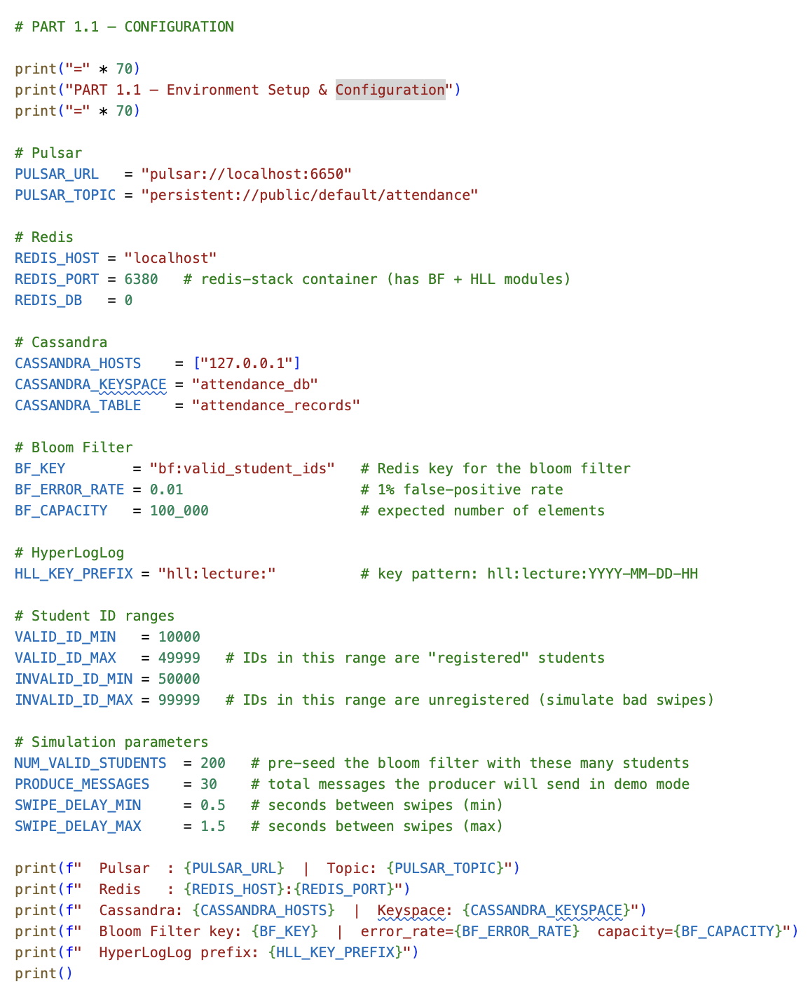 # PART 1.1 — CONFIGURATION
print("=" * 70)
print("PART 1.1 — Environment Setup & Configuration")
print("=" * 70)
# Pulsar
PULSAR_URL   = "pulsar://localhost:6650"
PULSAR_TOPIC = "persistent://public/default/attendance"
# Redis
REDIS_HOST = "localhost"
REDIS_PORT = 6380   # redis-stack container (has BF + HLL modules)
REDIS_DB   = 0
# Cassandra
CASSANDRA_HOSTS    = ["127.0.0.1"]
CASSANDRA_KEYSPACE = "attendance_db"
CASSANDRA_TABLE    = "attendance_records"
# Bloom Filter
BF_KEY        = "bf:valid_student_ids"   # Redis key for the bloom filter
BF_ERROR_RATE = 0.01                     # 1% false-positive rate
BF_CAPACITY   = 100_000                  # expected number of elements
# HyperLogLog
HLL_KEY_PREFIX = "hll:lecture:"          # key pattern: hll:lecture:YYYY-MM-DD-HH
# Student ID ranges
VALID_ID_MIN   = 10000
VALID_ID_MAX   = 49999   # IDs in this range are "registered" students
INVALID_ID_MIN = 50000
INVALID_ID_MAX = 99999   # IDs in this range are unregistered (simulate bad swipes)
# Simulation parameters
NUM_VALID_STUDENTS  = 200   # pre-seed the bloom filter with these many students
PRODUCE_MESSAGES    = 30    # total messages the producer will send in demo mode
SWIPE_DELAY_MIN     = 0.5   # seconds between swipes (min)
SWIPE_DELAY_MAX     = 1.5   # seconds between swipes (max)
print(f"  Pulsar  : {PULSAR_URL}  |  Topic: {PULSAR_TOPIC}")
print(f"  Redis   : {REDIS_HOST}:{REDIS_PORT}")
print(f"  Cassandra: {CASSANDRA_HOSTS}  |  Keyspace: {CASSANDRA_KEYSPACE}")
print(f"  Bloom Filter key: {BF_KEY}  |  error_rate={BF_ERROR_RATE}  capacity={BF_CAPACITY}")
print(f"  HyperLogLog prefix: {HLL_KEY_PREFIX}")
print()